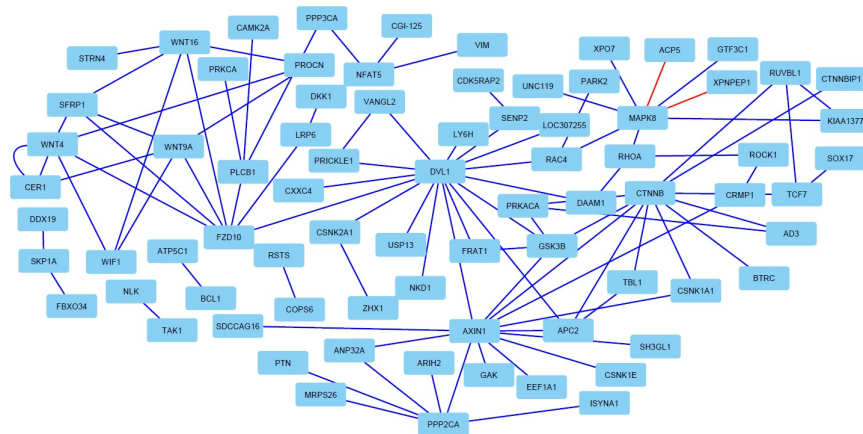 PPP3CA
CAMK2A
CGI-125
WNT16
XPO7
ACP5
GTF3C1
STRN4
VIM
PROCN
NFAT5
PRKCA
CDK5RAP2
PARK2
UNC119
XPNPEP1
RUVBL1
CTNNBIP1
SFRP1
DKK1
VANGL2
SENP2
MAPK8
KIAA1377
LOC307255
LY6H
WNT4
WNT9A
LRP6
PRICKLE1
RAC4
RHOA
ROCK1
SOX17
PLCB1
DVL1
CER1
CXXC4
CTNNB
CRMP1
TCF7
PRKACA
DAAM1
DDX19
FZD10
CSNK2A1
AD3
USP13
FRAT1
GSK3B
ATP5C1
RSTS
SKP1A
WIF1
BTRC
TBL1
NKD1
CSNK1A1
NLK
BCL1
FBXO34
COPS6
ZHX1
TAK1
SDCCAG16
AXIN1
APC2
ANP32A
SH3GL1
PTN
ARIH2
GAK
CSNK1E
EEF1A1
MRPS26
ISYNA1
PPP2CA